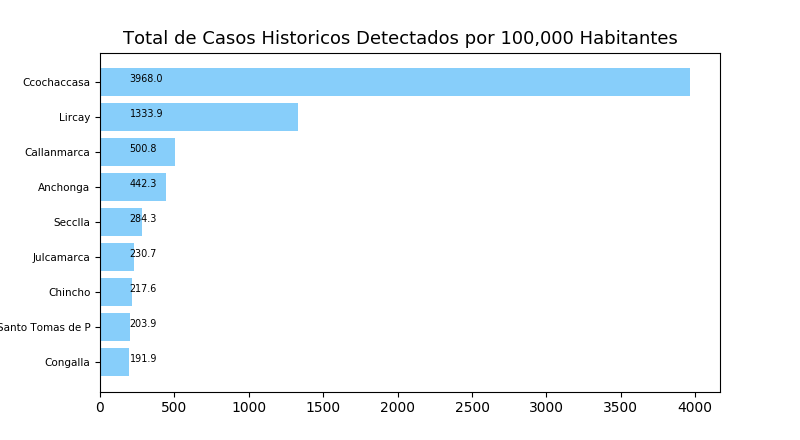 Total de Casos Historicos Detectados por 100,000 Habitantes
Ccochaccasa 3968.0
Lircay 1333.9
Callanmarca 500.8
Anchonga 442.3
Secclla 284.3
Julcamarca 230.7
Chincho 217.6
Santo Tomas de P 203.9
Congalla 191.9
0 500 1000 1500 2000 2500 3000 3500 4000